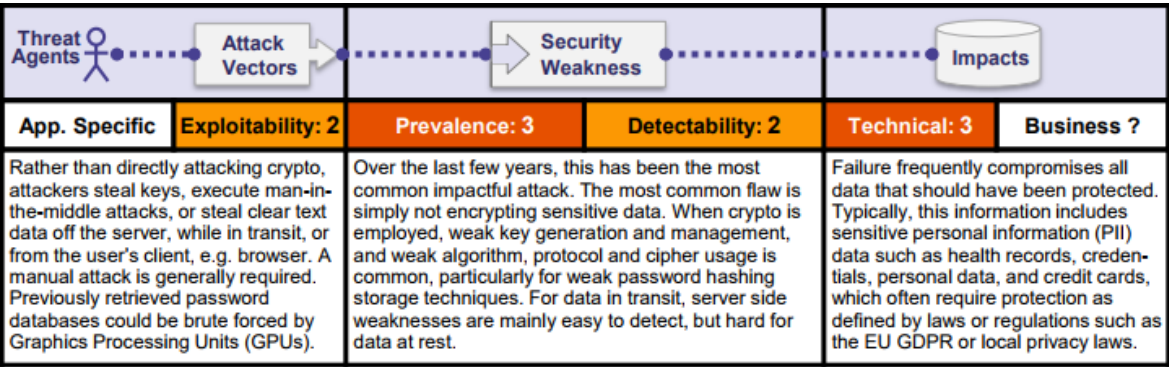 Threat
Agents
Attack
Vectors
Security
Weakness
Impacts
App. Specific
Exploitability: 2
Prevalence: 3
Detectability: 2
Technical: 3
Business ?
Rather than directly attacking crypto,
attackers steal keys, execute man-in-
the-middle attacks, or steal clear text
data off the server, while in transit, or
from the user's client, e.g. browser. A
manual attack is generally required.
Previously retrieved password
databases could be brute forced by
Graphics Processing Units (GPUs).
Over the last few years, this has been the most
common impactful attack. The most common flaw is
simply not encrypting sensitive data. When crypto is
employed, weak key generation and management,
and weak algorithm, protocol and cipher usage is
common, particularly for weak password hashing
storage techniques. For data in transit, server side
weaknesses are mainly easy to detect, but hard for
data at rest.
Failure frequently compromises all
data that should have been protected.
Typically, this information includes
sensitive personal information (PII)
data such as health records, creden-
tials, personal data, and credit cards,
which often require protection as
defined by laws or regulations such as
the EU GDPR or local privacy laws.